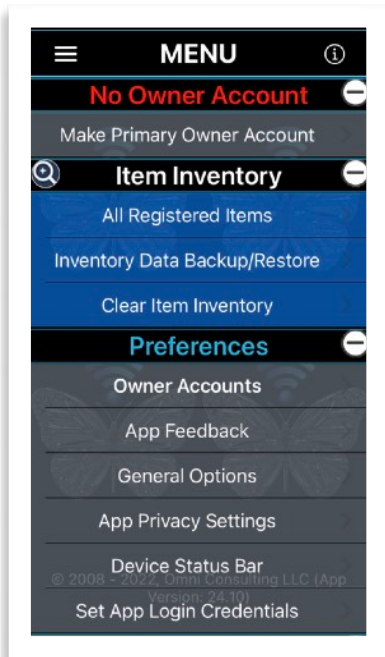 MENU
No Owner Account
Make Primary Owner Account
Item Inventory
All Registered Items
Inventory Data Backup/Restore
Clear Item Inventory
Preferences
Owner Accounts
App Feedback
General Options
App Privacy Settings
Device Status Bar
© 2008 - 2022, Omni Consulting LLC (App
Version: 24.10)
Set App Login Credentials